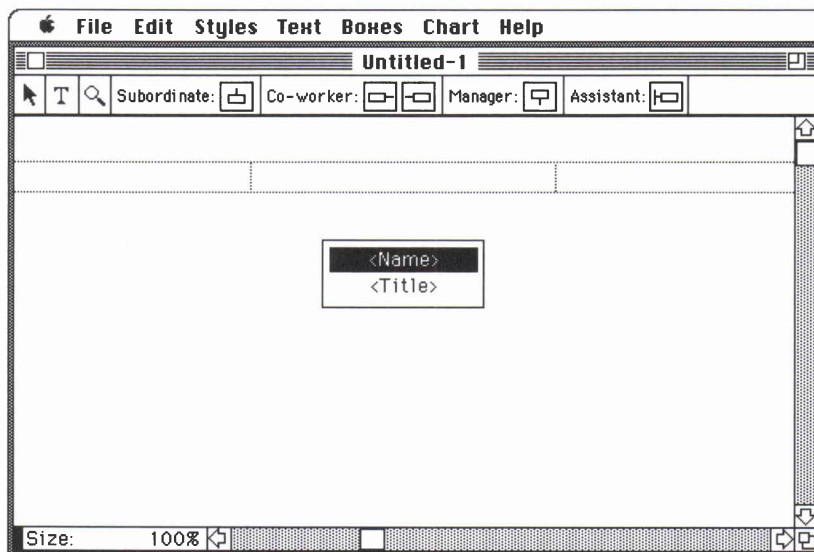 File Edit Styles Text Boxes Chart Help
Untitled-1
T Subordinate: Co-worker: Manager: Assistant:
<Name>
<Title>
Size: 100%